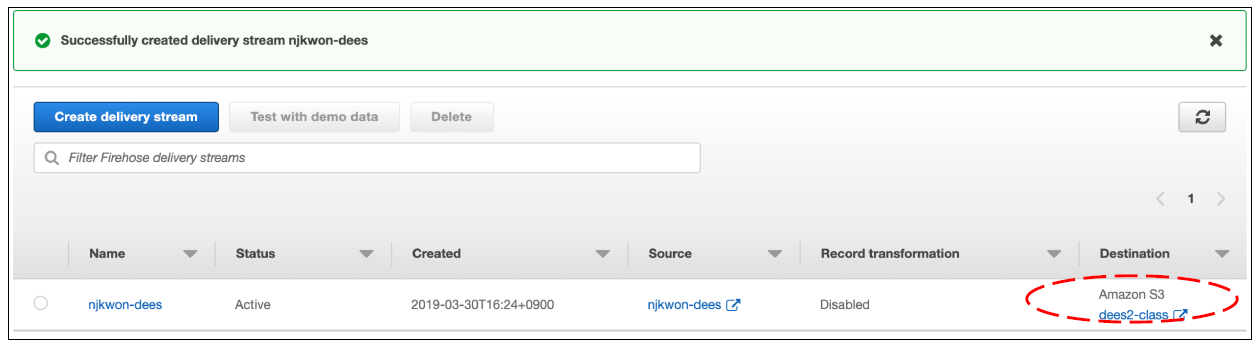 Successfully created delivery stream njkwon-dees
Create delivery stream Test with demo data Delete
Filter Firehose delivery streams
1
Name Status Created Source Record transformation Destination
njkwon-dees Active 2019-03-30T16:24+0900 njkwon-dees Disabled Amazon S3
dees2-class